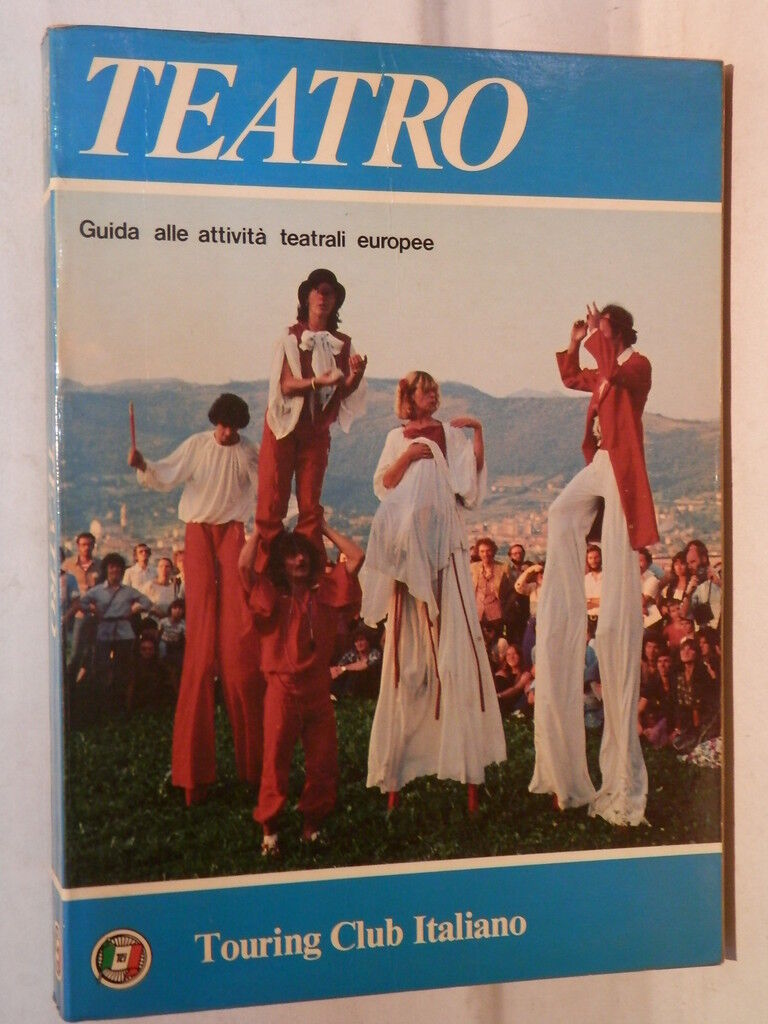 TEATRO
Guida alle attività teatrali europee
Touring Club Italiano